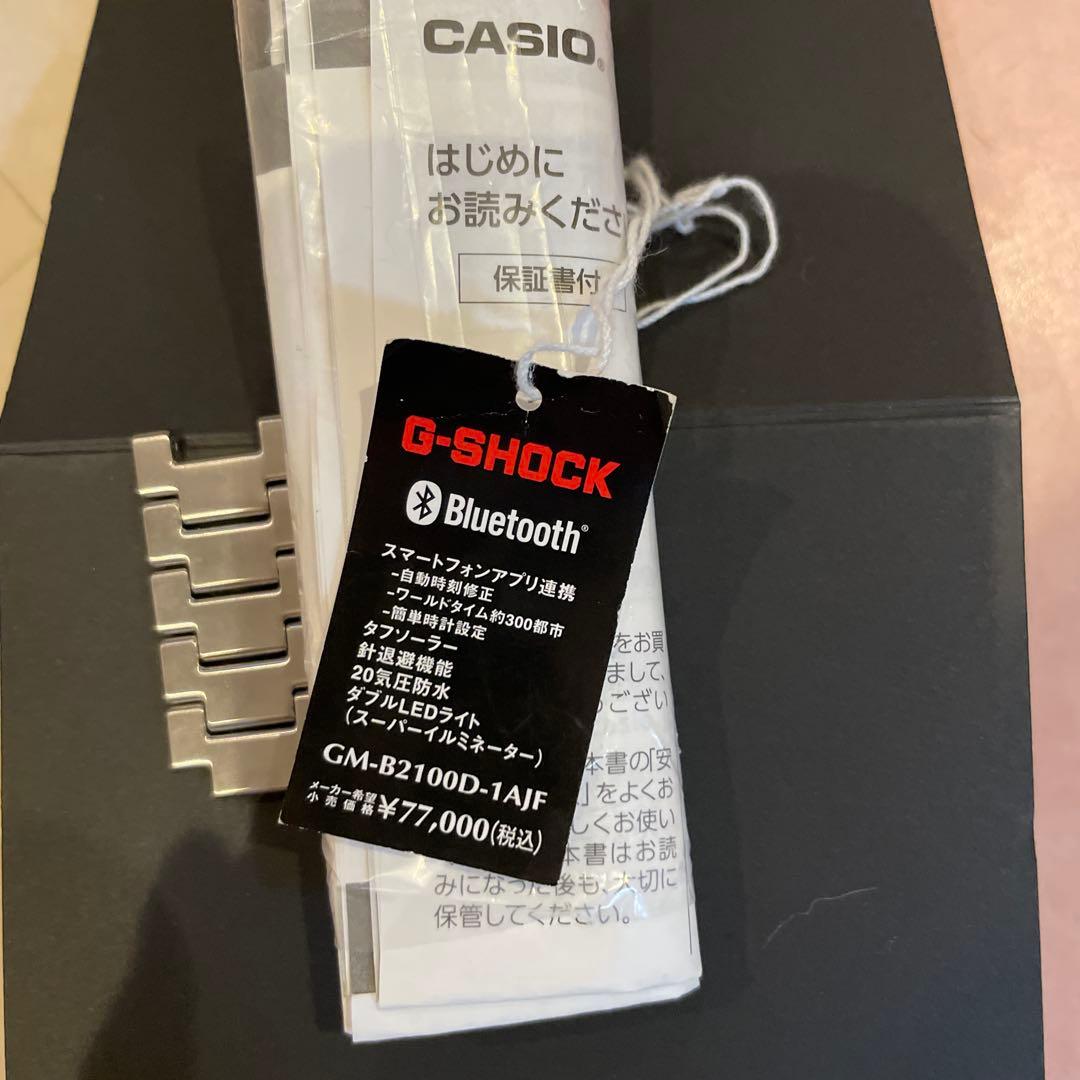 CASIO®
はじめに
お読みくださ
保証書付
G-SHOCK
Bluetooth®
スマートフォンアプリ連携
-自動時刻修正
-ワールドタイム約300都市
-簡単時計設定
タフソーラー
針退避機能
20気圧防水
ダブルLEDライト
(スーパーイルミネーター)
GM-B2100D-1AJF
メーカー希望
小売価格 ¥77,000(税込)
をお買
まして、
ござい
本書の「安
」をよくお
しくお使い
本書はお読
みになった後も、大切に
保管してください。